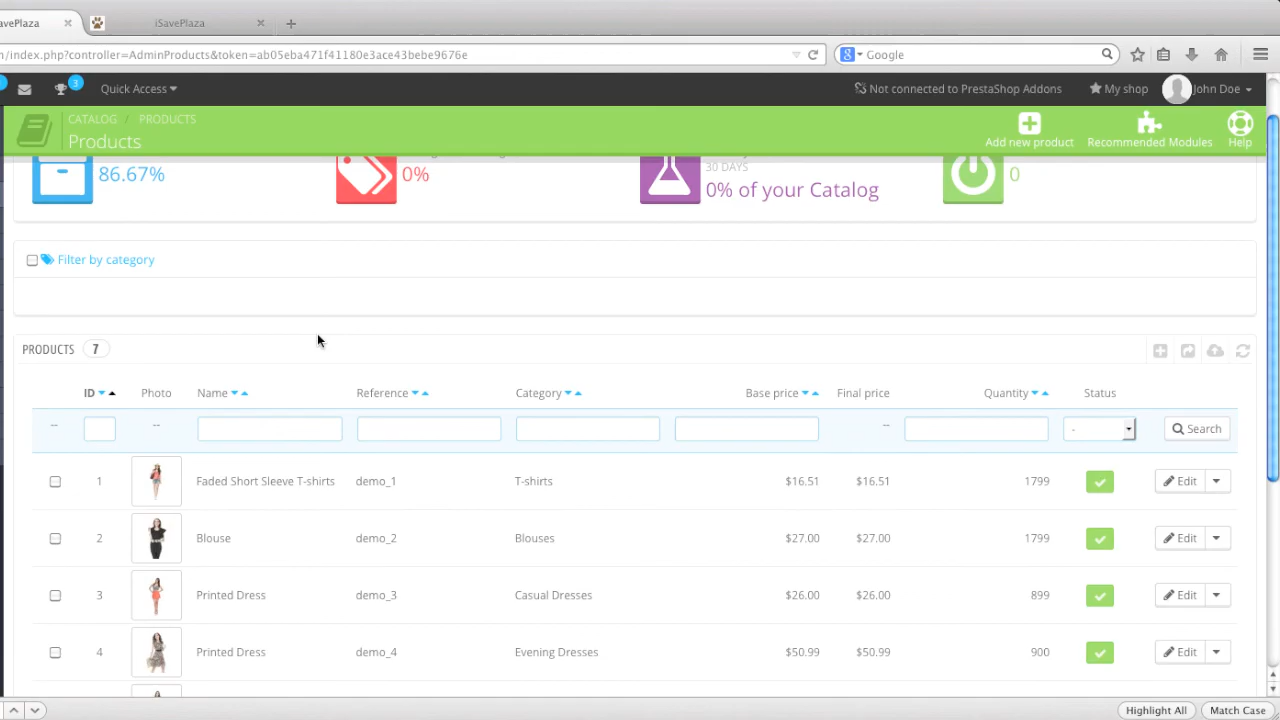 avePlaza
iSavePlaza
n/index.php?controller=AdminProducts&token=ab05eba471f41180e3ace43bebe9676e
Google
3
Quick Access
Not connected to PrestaShop Addons
My shop
John Doe
CATALOG / PRODUCTS
Products
Add new product
Recommended Modules
Help
86.67%
0%
30 DAYS
0% of your Catalog
0
Filter by category
PRODUCTS 7
ID Photo Name Reference Category Base price Final price Quantity Status
-- -- -- - Search
1 Faded Short Sleeve T-shirts demo_1 T-shirts $16.51 $16.51 1799 Edit
2 Blouse demo_2 Blouses $27.00 $27.00 1799 Edit
3 Printed Dress demo_3 Casual Dresses $26.00 $26.00 899 Edit
4 Printed Dress demo_4 Evening Dresses $50.99 $50.99 900 Edit
Highlight All
Match Case